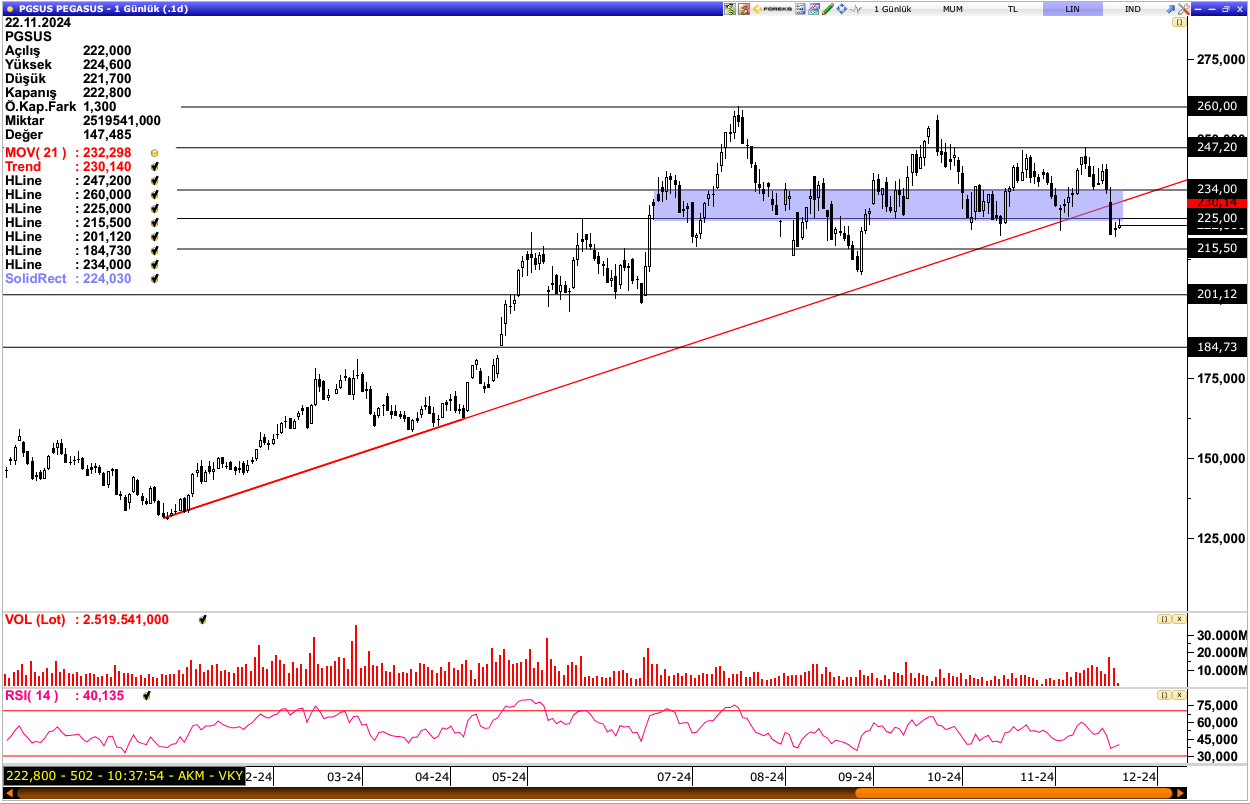 PGSUS PEGASUS - 1 Günlük (.1d)
FOREKS
1 Günlük MUM TL LIN IND
22.11.2024
PGSUS
Açılış 222,000
Yüksek 224,600
Düşük 221,700
Kapanış 222,800
Ö.Kap.Fark 1,300
Miktar 2519541,000
Değer 147,485
MOV( 21 ) : 232,298
Trend : 230,140
HLine : 247,200
HLine : 260,000
HLine : 225,000
HLine : 215,500
HLine : 201,120
HLine : 184,730
HLine : 234,000
SolidRect : 224,030
275,000
260,00
247,20
234,00
230,14
225,00
215,50
201,12
184,73
175,000
150,000
125,000
VOL (Lot) : 2.519.541,000
30.000M
20.000M
10.000M
RSI( 14 ) : 40,135
75,000
60,000
45,000
30,000
222,800 - 502 - 10:37:54 - AKM - VKY
2-24 03-24 04-24 05-24 07-24 08-24 09-24 10-24 11-24 12-24